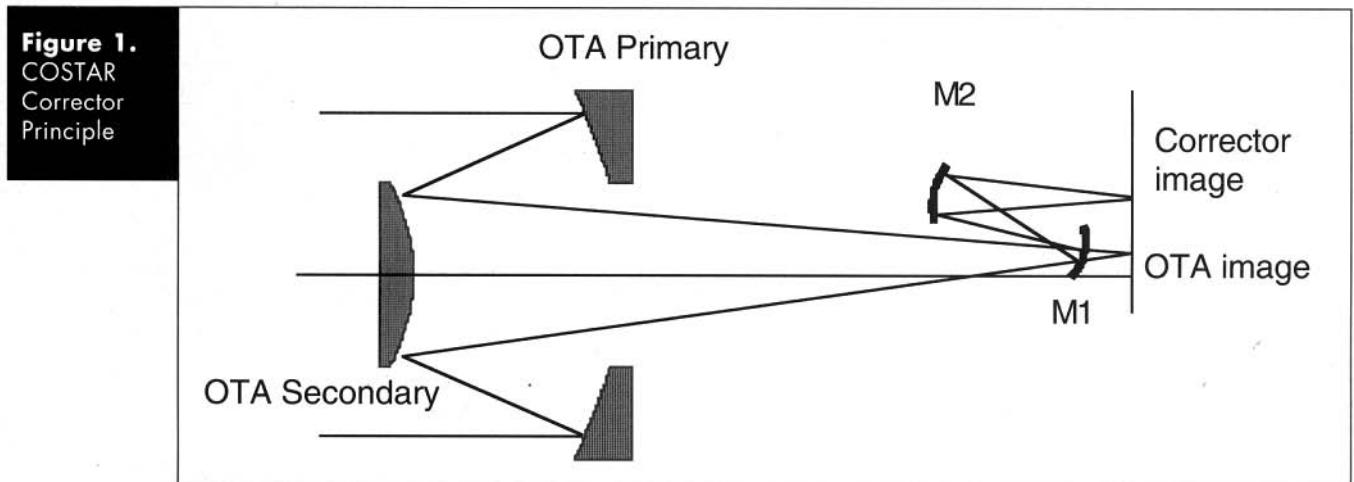 Figure 1.
COSTAR
Corrector
Principle
OTA Primary
M2
Corrector
image
OTA image
M1
OTA Secondary